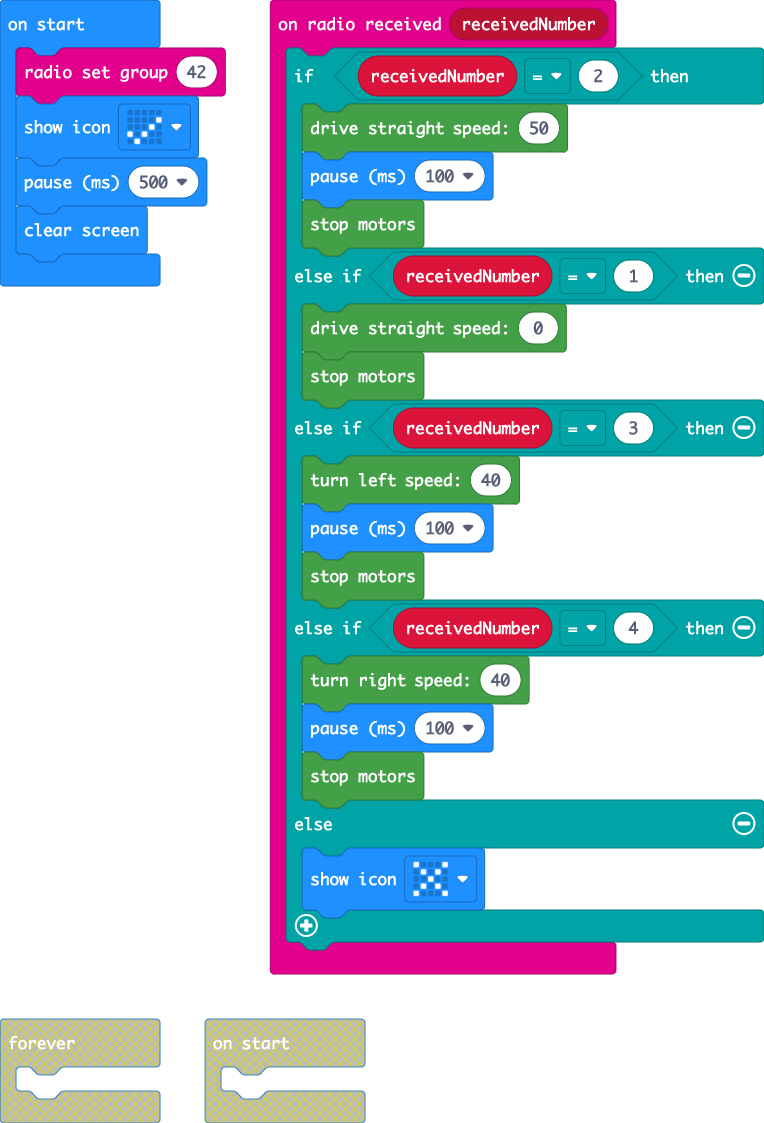 on start
radio set group 42
show icon
pause (ms) 500
clear screen
on radio received receivedNumber
if receivedNumber = 2 then
drive straight speed: 50
pause (ms) 100
stop motors
else if receivedNumber = 1 then
drive straight speed: 0
stop motors
else if receivedNumber = 3 then
turn left speed: 40
pause (ms) 100
stop motors
else if receivedNumber = 4 then
turn right speed: 40
pause (ms) 100
stop motors
else
show icon
forever
on start